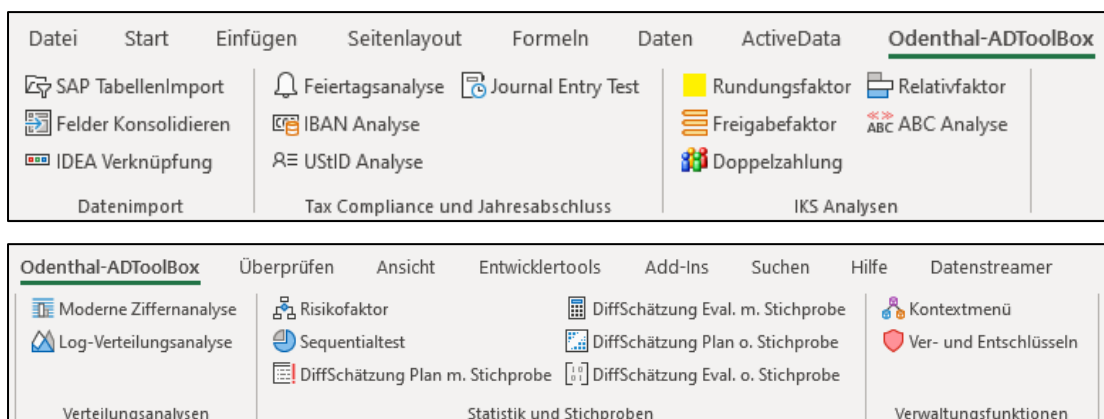 Datei Start Einfügen Seitenlayout Formeln Daten ActiveData Odenthal-ADToolBox
SAP TabellenImport Feiertagsanalyse Journal Entry Test Rundungsfaktor Relativfaktor
Felder Konsolidieren IBAN Analyse Freigabefaktor ABC ABC Analyse
IDEA Verknüpfung UStID Analyse Doppelzahlung
Datenimport Tax Compliance und Jahresabschluss IKS Analysen
Odenthal-ADToolBox Überprüfen Ansicht Entwicklertools Add-Ins Suchen Hilfe Datenstreamer
Moderne Ziffernanalyse Risikofaktor DiffSchätzung Eval. m. Stichprobe Kontextmenü
Log-Verteilungsanalyse Sequentialtest DiffSchätzung Plan o. Stichprobe Ver- und Entschlüsseln
DiffSchätzung Plan m. Stichprobe DiffSchätzung Eval. o. Stichprobe
Verteilungsanalysen Statistik und Stichproben Verwaltungsfunktionen